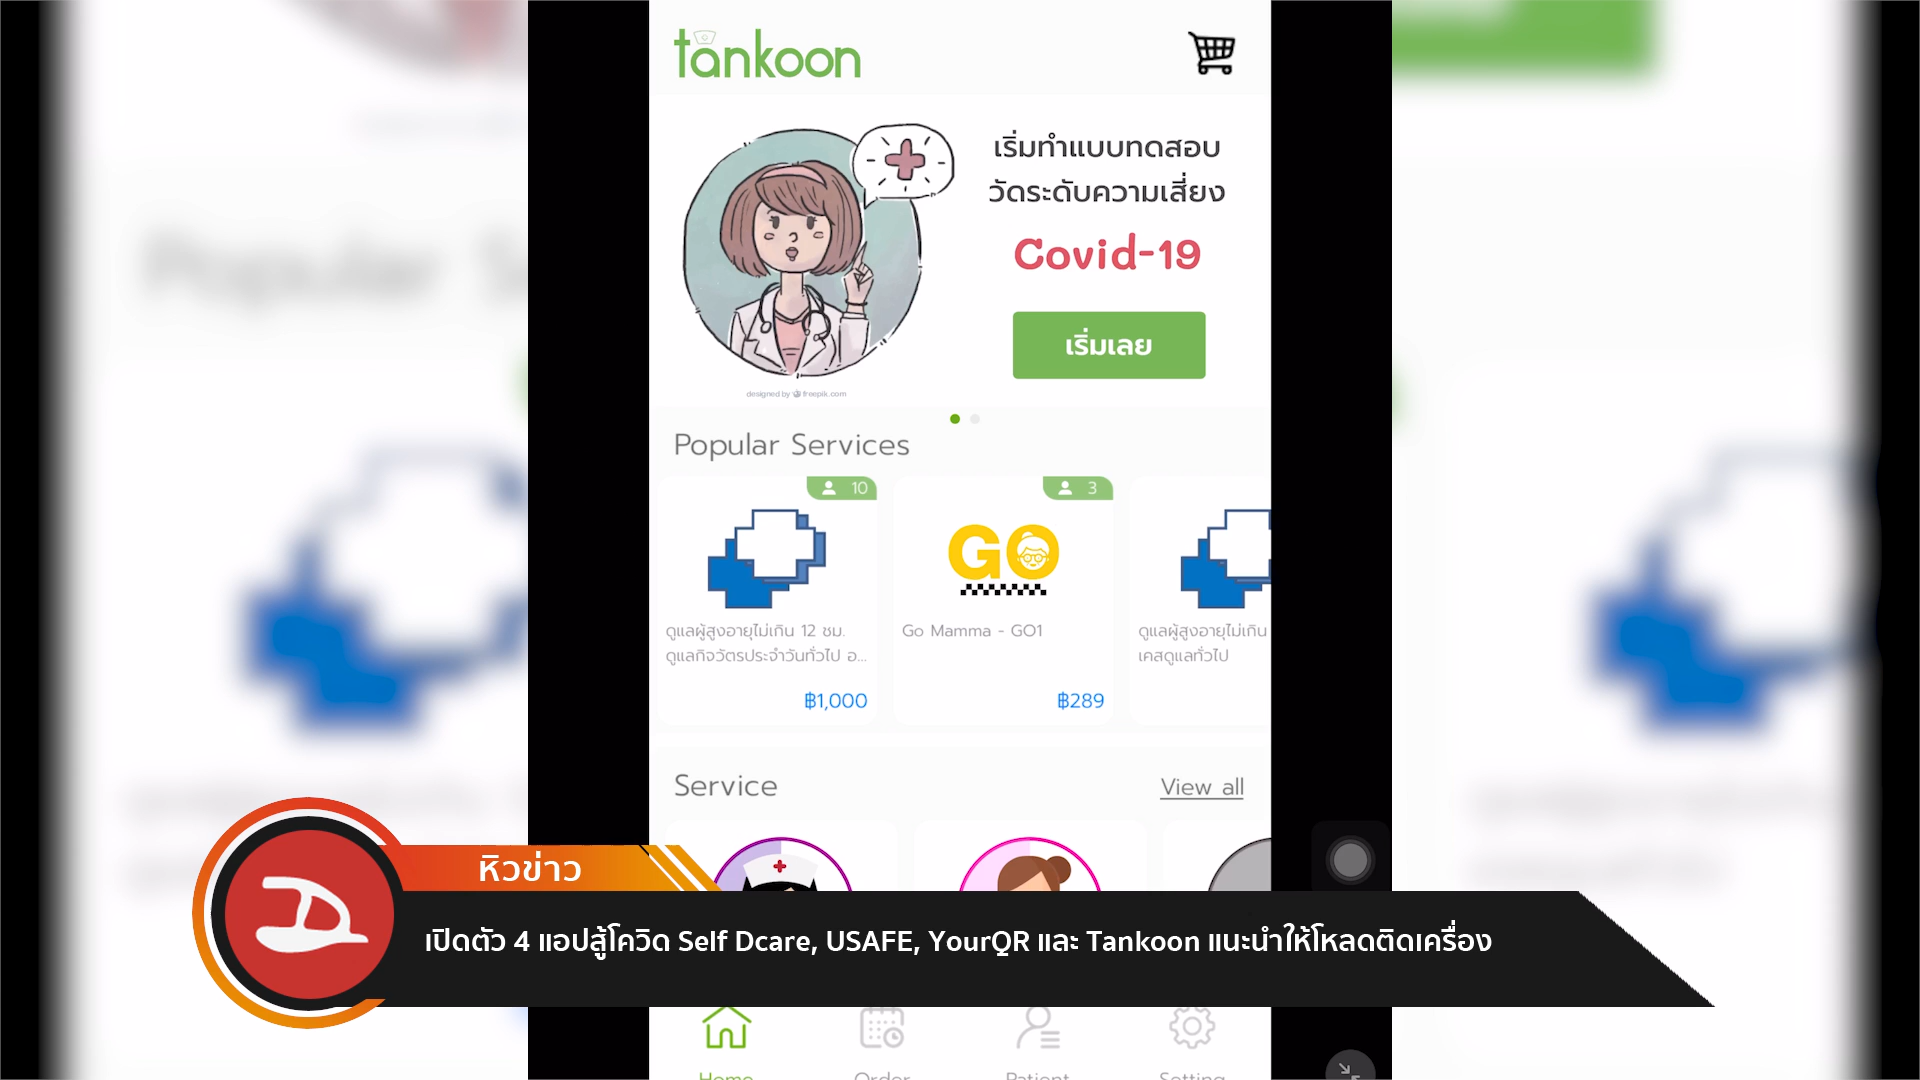 tankoon
เริ่มทำแบบทดสอบ
วัดระดับความเสี่ยง
Covid-19
เริ่มเลย
designed by freepik.com
Popular Services
10
3
GO
ดูแลผู้สูงอายุไม่เกิน 12 ชม.
ดูแลกิจวัตรประจำวันทั่วไป อ...
฿1,000
Go Mamma - GO1
฿289
ดูแลผู้สูงอายุไม่เกิน
เคสดูแลทั่วไป
Service
View all
หิวข่าว
เปิดตัว 4 แอปสู้โควิด Self Dcare, USAFE, YourQR และ Tankoon แนะนำให้โหลดติดเครื่อง
Home
Order
Patient
Setting